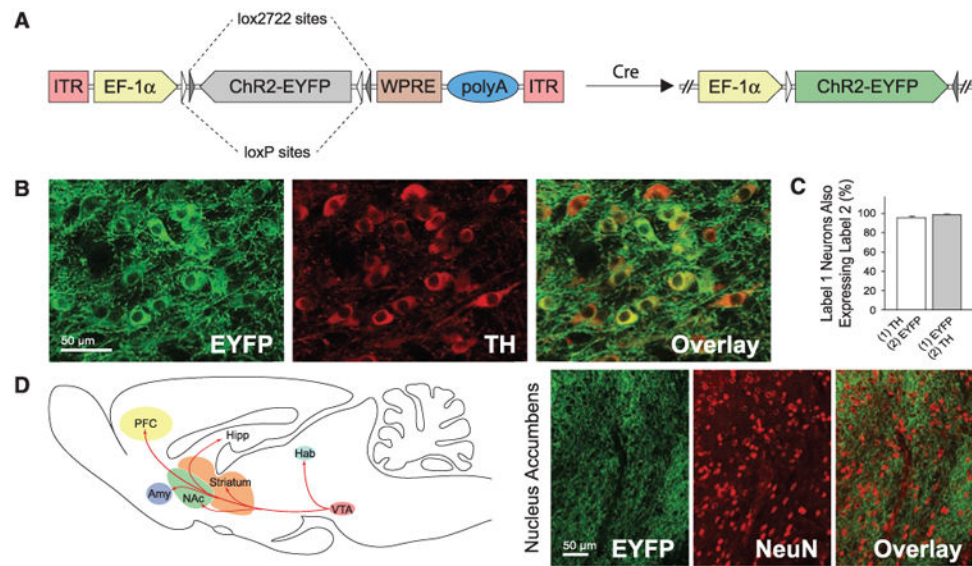 A
lox2722 sites
ITR
EF-1α
ChR2-EYFP
WPRE
polyA
ITR
Cre
EF-1α
ChR2-EYFP
loxP sites
B
50 µm
EYFP
TH
Overlay
C
Label 1 Neurons Also
Expressing Label 2 (%)
100
80
60
40
20
0
(1) TH
(2) EYFP
(1) EYFP
(2) TH
D
PFC
Hipp
Hab
Striatum
Amy
NAc
VTA
Nucleus Accumbens
50 µm
EYFP
NeuN
Overlay